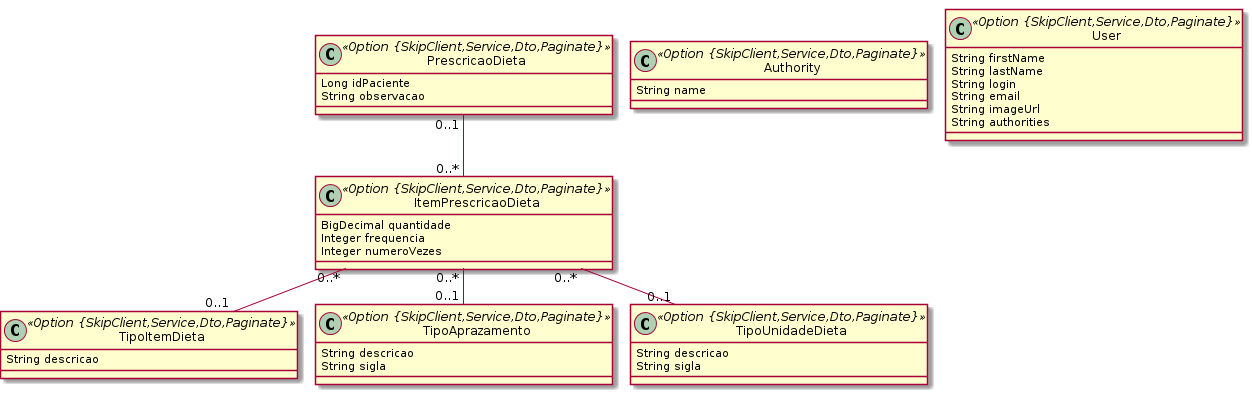 C «Option {SkipClient,Service,Dto,Paginate}»
PrescricaoDieta
Long idPaciente
String observacao
C «Option {SkipClient,Service,Dto,Paginate}»
Authority
String name
C «Option {SkipClient,Service,Dto,Paginate}»
User
String firstName
String lastName
String login
String email
String imageUrl
String authorities
0..1
0..*
C «Option {SkipClient,Service,Dto,Paginate}»
ItemPrescricaoDieta
BigDecimal quantidade
Integer frequencia
Integer numeroVezes
0..* 0..* 0..*
0..1 0..1 0..1
C «Option {SkipClient,Service,Dto,Paginate}»
TipoItemDieta
String descricao
C «Option {SkipClient,Service,Dto,Paginate}»
TipoAprazamento
String descricao
String sigla
C «Option {SkipClient,Service,Dto,Paginate}»
TipoUnidadeDieta
String descricao
String sigla